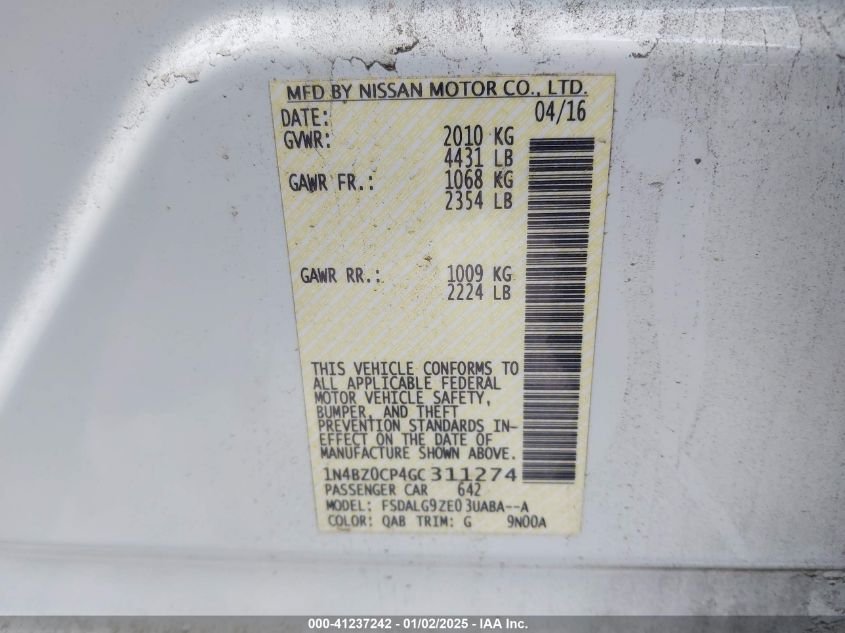 MFD BY NISSAN MOTOR CO., LTD.
DATE: 04/16
GVWR: 2010 KG
4431 LB
GAWR FR.: 1068 KG
2354 LB
GAWR RR.: 1009 KG
2224 LB
THIS VEHICLE CONFORMS TO
ALL APPLICABLE FEDERAL
MOTOR VEHICLE SAFETY,
BUMPER, AND THEFT
PREVENTION STANDARDS IN-
EFFECT ON THE DATE OF
MANUFACTURE SHOWN ABOVE.
1N4BZ0CP4GC311274
PASSENGER CAR 642
MODEL: FSDALG9ZE03UABA--A
COLOR: QAB TRIM: G 9N00A
000-41237242 - 01/02/2025 - IAA Inc.